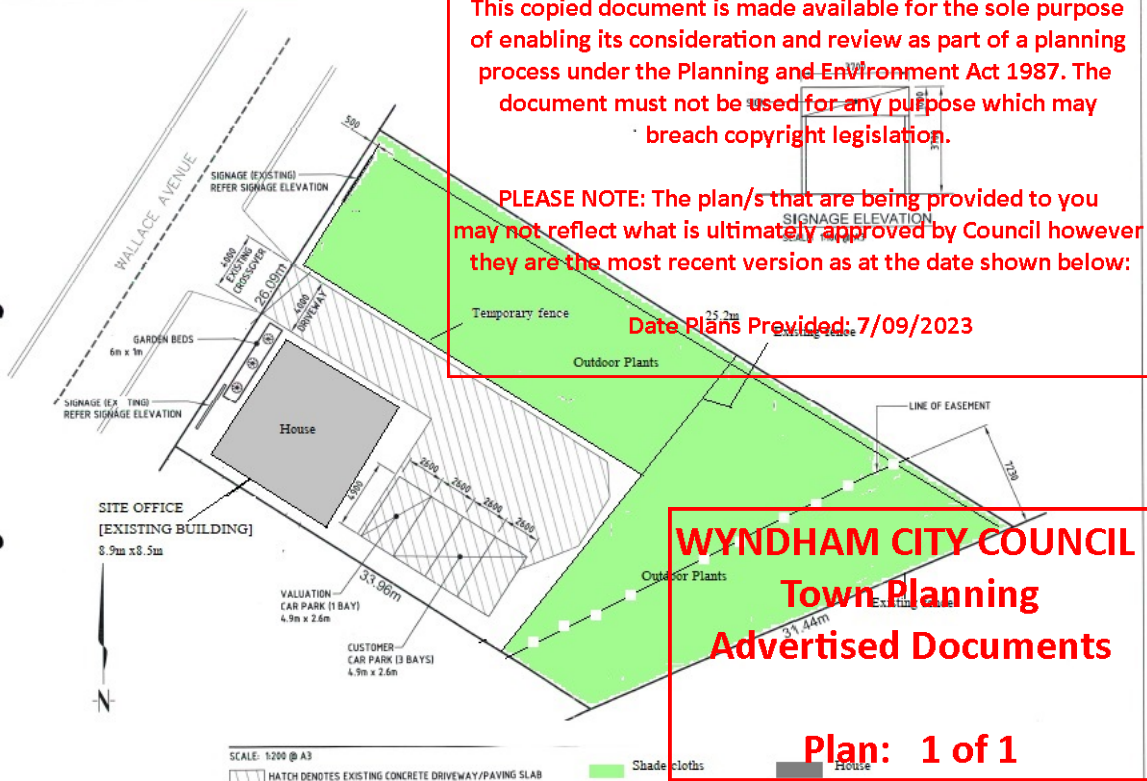 This copied document is made available for the sole purpose
of enabling its consideration and review as part of a planning
process under the Planning and Environment Act 1987. The
document must not be used for any purpose which may
breach copyright legislation.
PLEASE NOTE: The plan/s that are being provided to you
may not reflect what is ultimately approved by Council however
they are the most recent version as at the date shown below:
Date Plans Provided: 7/09/2023
3700
SIGNAGE ELEVATION
500
SIGNAGE (EXISTING)
REFER SIGNAGE ELEVATION
WALLACE AVENUE
4000
EXISTING
CROSSOVER
26.09m
4000
DRIVEWAY
Temporary fence
25.2m
Existing fence
Outdoor Plants
GARDEN BEDS
6m x 1m
SIGNAGE (EX TING)
REFER SIGNAGE ELEVATION
LINE OF EASEMENT
7230
House
2600
2600
2600
2600
4900
SITE OFFICE
[EXISTING BUILDING]
8.9m x8.5m
33.96m
VALUATION
CAR PARK (1 BAY)
4.9m x 2.6m
CUSTOMER
CAR PARK (3 BAYS)
4.9m x 2.6m
Outdoor Plants
Existing fence
31.44m
WYNDHAM CITY COUNCIL
Town Planning
Advertised Documents
Plan: 1 of 1
N
SCALE: 1:200 @ A3
HATCH DENOTES EXISTING CONCRETE DRIVEWAY/PAVING SLAB
Shade cloths
House